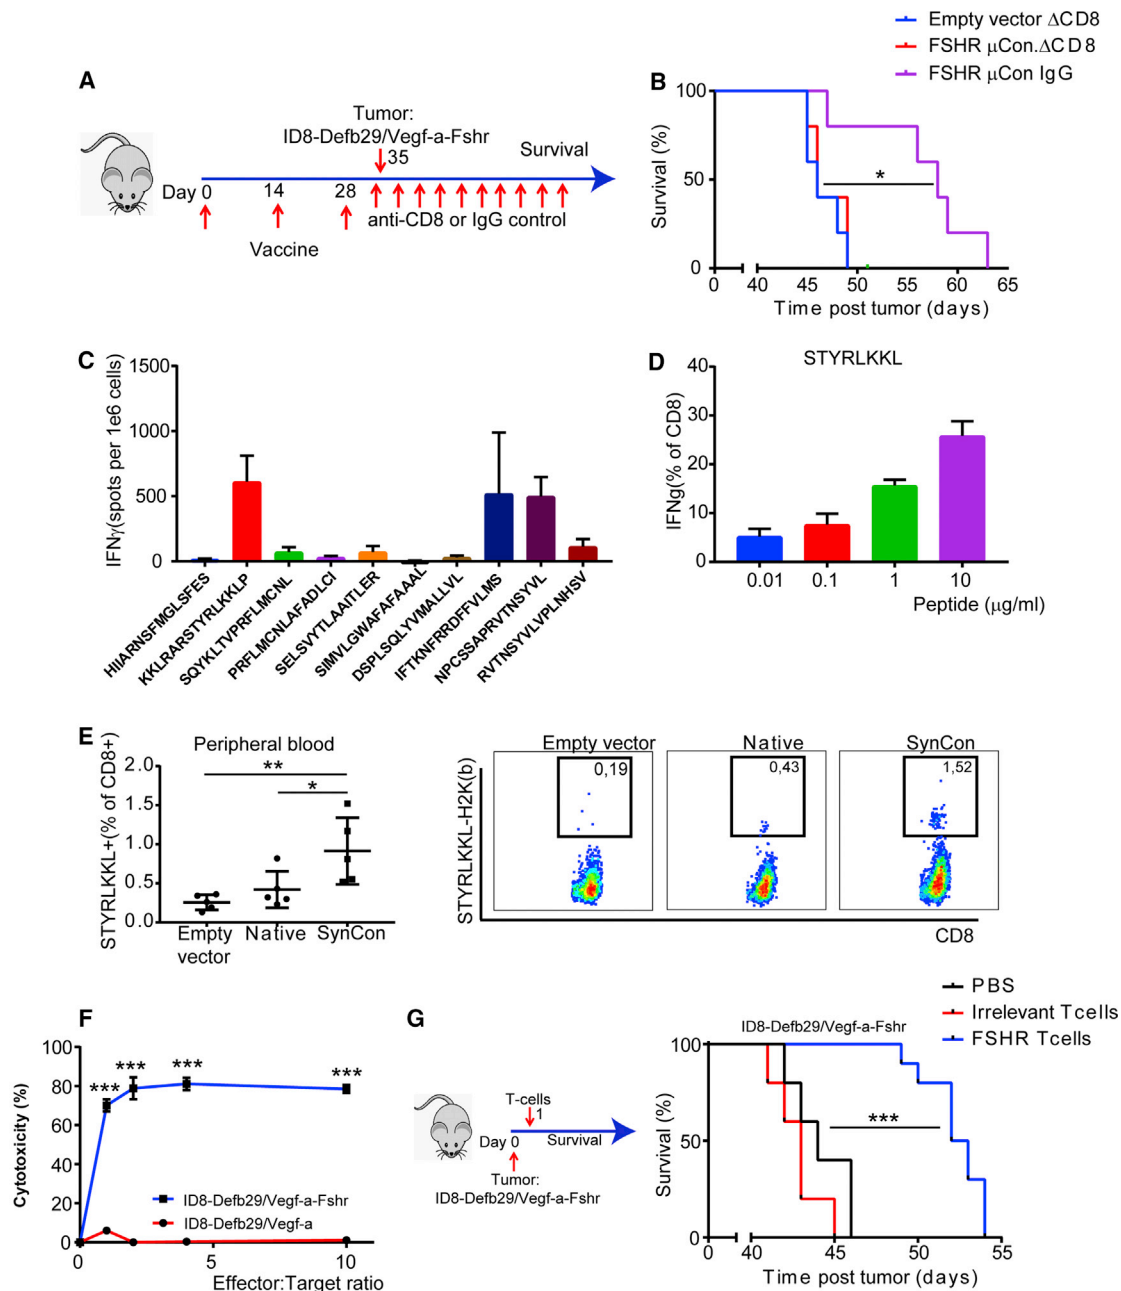 Empty vector ΔCD8
FSHR μCon.ΔCD8
FSHR μCon IgG
A
Tumor:
ID8-Defb29/Vegf-a-Fshr
35
Survival
Day 0
14
28
anti-CD8 or IgG control
Vaccine
B
Survival (%)
100
50
0
*
0 40 45 50 55 60 65
Time post tumor (days)
C
IFNγ(spots per 1e6 cells)
1500
1000
500
0
HIIARNSFMGLSFES
KKLRARSTYRLKKLP
SQYKLTVPRFLMCNL
PRFLMCNLAFADLCI
SELSVYTLAAITLER
SIMVLGWAFAFAAAL
DSPLSQLYVMALLVL
IFTKNFRRDFFVLMS
NPCSSAPRVTNSYVL
RVTNSYVLVPLNHSV
D
STYRLKKL
IFNg(% of CD8)
40
30
20
10
0
0.01 0.1 1 10
Peptide (μg/ml)
E
Peripheral blood
STYRLKKL+(% of CD8+)
2.0
1.5
1.0
0.5
0.0
**
*
Empty vector
Native
SynCon
STYRLKKL-H2K(b)
Empty vector
0,19
Native
0,43
SynCon
1,52
CD8
F
Cytotoxicity (%)
100
80
60
40
20
0
*** *** *** ***
ID8-Defb29/Vegf-a-Fshr
ID8-Defb29/Vegf-a
0 5 10
Effector:Target ratio
G
T-cells
1
Day 0
Survival
Tumor:
ID8-Defb29/Vegf-a-Fshr
PBS
Irrelevant Tcells
FSHR Tcells
ID8-Defb29/Vegf-a-Fshr
Survival (%)
100
50
0
***
0 40 45 50 55
Time post tumor (days)